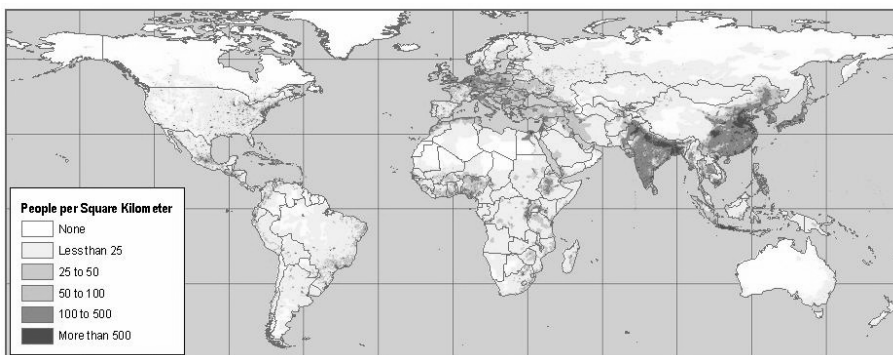 People per Square Kilometer
None
Less than 25
25 to 50
50 to 100
100 to 500
More than 500